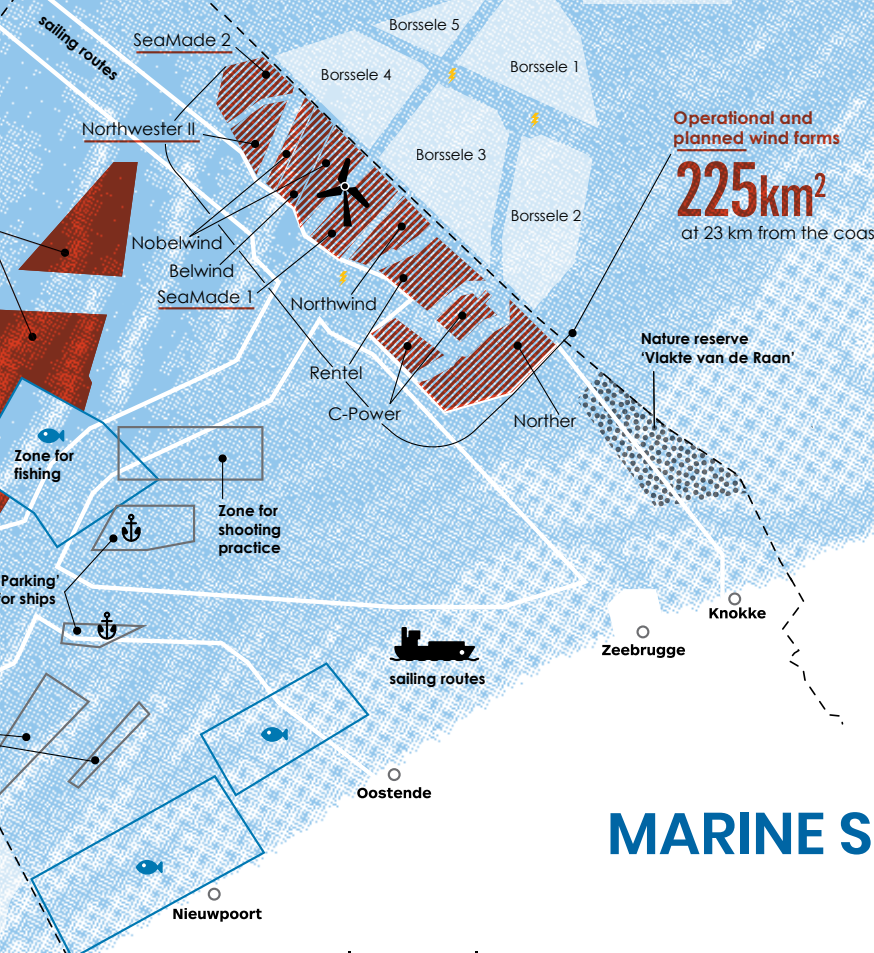 sailing routes
SeaMade 2
Borssele 5
Borssele 4
Borssele 1
Northwester II
Borssele 3
Borssele 2
Operational and
planned wind farms
225km²
at 23 km from the coas
Nobelwind
Belwind
SeaMade 1
Northwind
Rentel
C-Power
Norther
Nature reserve
‘Vlakte van de Raan’
Zone for
fishing
Zone for
shooting
practice
Parking’
or ships
Knokke
Zeebrugge
sailing routes
Oostende
MARINE S
Nieuwpoort